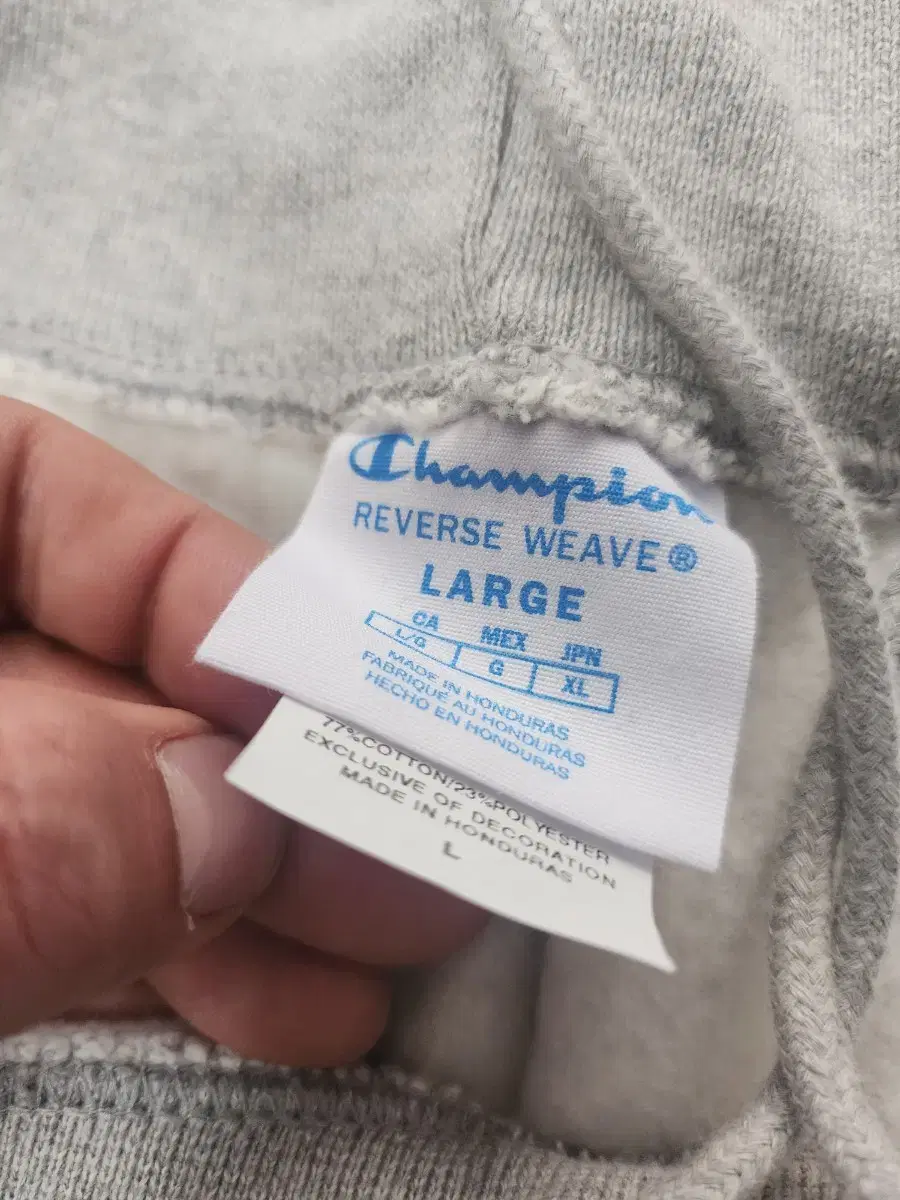 Champion
REVERSE WEAVE®
LARGE
CA MEX JPN
L/G G XL
MADE IN HONDURAS
FABRIQUÉ AU HONDURAS
HECHO EN HONDURAS
77%COTTON/23%POLYESTER
EXCLUSIVE OF DECORATION
MADE IN HONDURAS
L